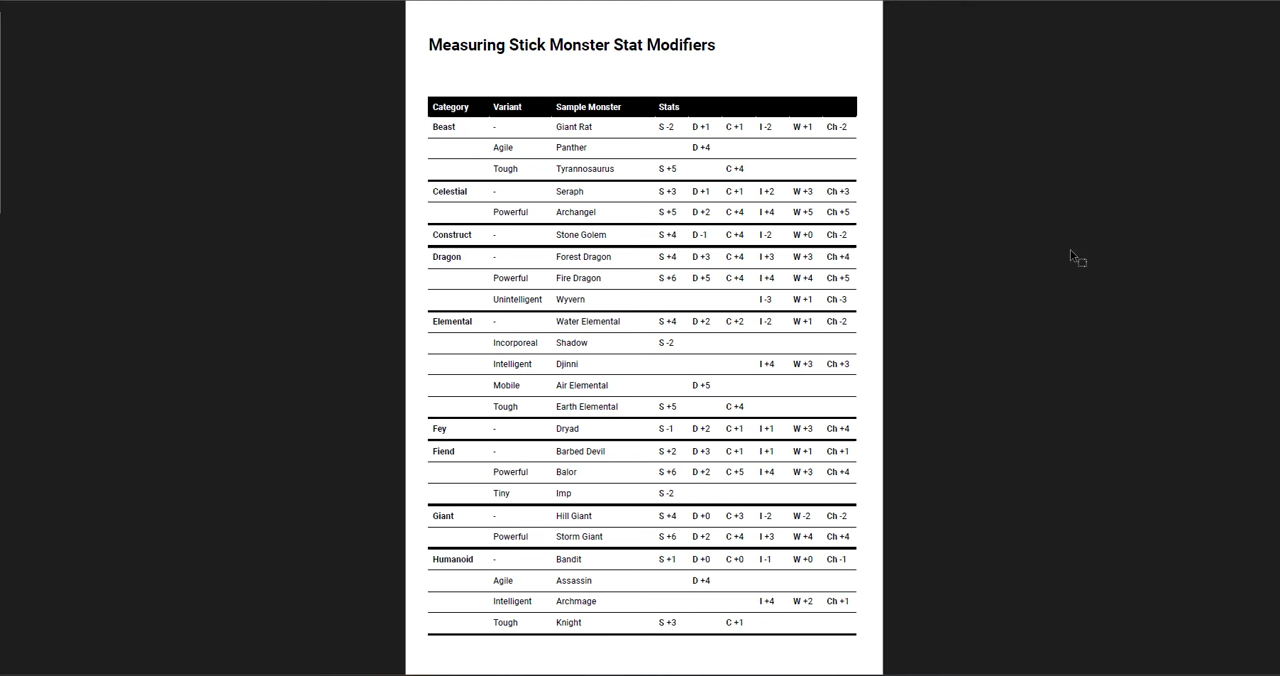 Measuring Stick Monster Stat Modifiers
Category Variant Sample Monster Stats
Beast - Giant Rat S -2 D +1 C +1 I -2 W +1 Ch -2
Agile Panther D +4
Tough Tyrannosaurus S +5 C +4
Celestial - Seraph S +3 D +1 C +1 I +2 W +3 Ch +3
Powerful Archangel S +5 D +2 C +4 I +4 W +5 Ch +5
Construct - Stone Golem S +4 D -1 C +4 I -2 W +0 Ch -2
Dragon - Forest Dragon S +4 D +3 C +4 I +3 W +3 Ch +4
Powerful Fire Dragon S +6 D +5 C +4 I +4 W +4 Ch +5
Unintelligent Wyvern I -3 W +1 Ch -3
Elemental - Water Elemental S +4 D +2 C +2 I -2 W +1 Ch -2
Incorporeal Shadow S -2
Intelligent Djinni I +4 W +3 Ch +3
Mobile Air Elemental D +5
Tough Earth Elemental S +5 C +4
Fey - Dryad S -1 D +2 C +1 I +1 W +3 Ch +4
Fiend - Barbed Devil S +2 D +3 C +1 I +1 W +1 Ch +1
Powerful Balor S +6 D +2 C +5 I +4 W +3 Ch +4
Tiny Imp S -2
Giant - Hill Giant S +4 D +0 C +3 I -2 W -2 Ch -2
Powerful Storm Giant S +6 D +2 C +4 I +3 W +4 Ch +4
Humanoid - Bandit S +1 D +0 C +0 I -1 W +0 Ch -1
Agile Assassin D +4
Intelligent Archmage I +4 W +2 Ch +1
Tough Knight S +3 C +1